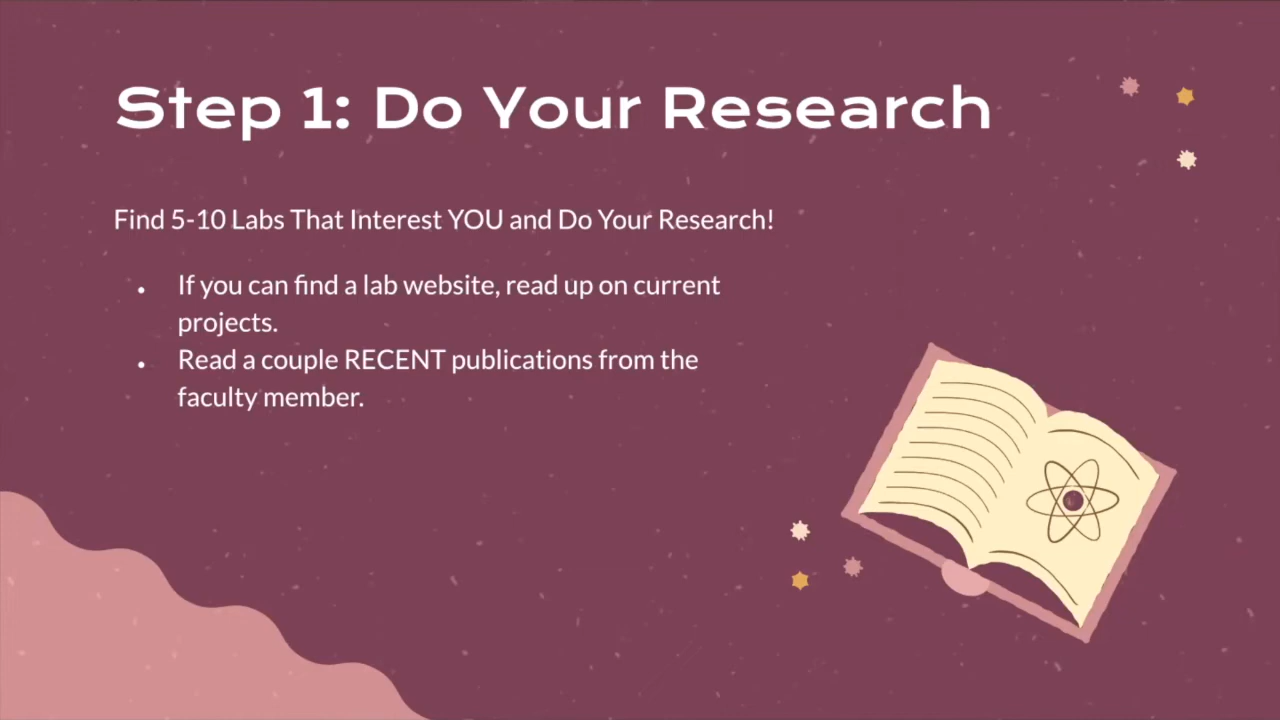 Step 1: Do Your Research
Find 5-10 Labs That Interest YOU and Do Your Research!
• If you can find a lab website, read up on current
projects.
• Read a couple RECENT publications from the
faculty member.